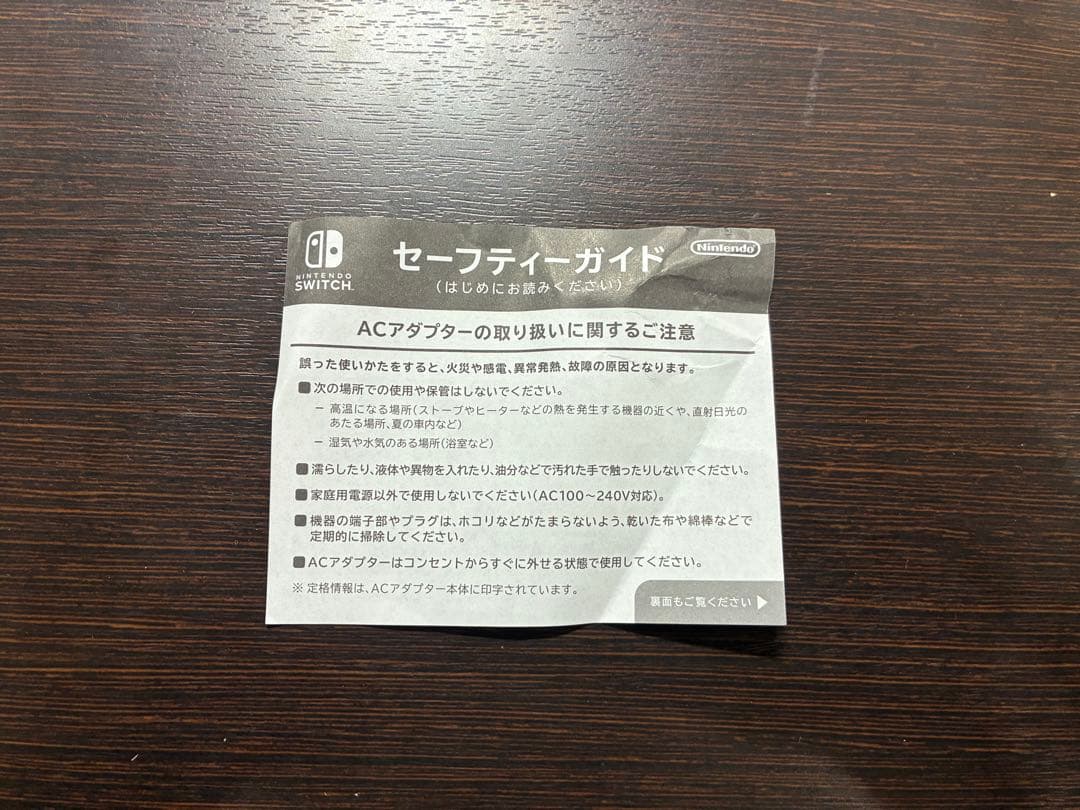 NINTENDO
SWITCH™
セーフティーガイド
Nintendo®
(はじめにお読みください)
ACアダプターの取り扱いに関するご注意
誤った使いかたをすると、火災や感電、異常発熱、故障の原因となります。
■ 次の場所での使用や保管はしないでください。
− 高温になる場所(ストーブやヒーターなどの熱を発生する機器の近くや、直射日光の
あたる場所、夏の車内など)
− 湿気や水気のある場所(浴室など)
■ 濡らしたり、液体や異物を入れたり、油分などで汚れた手で触ったりしないでください。
■ 家庭用電源以外で使用しないでください(AC100〜240V対応)。
■ 機器の端子部やプラグは、ホコリなどがたまらないよう、乾いた布や綿棒などで
定期的に掃除してください。
■ ACアダプターはコンセントからすぐに外せる状態で使用してください。
※ 定格情報は、ACアダプター本体に印字されています。
裏面もご覧ください ▶